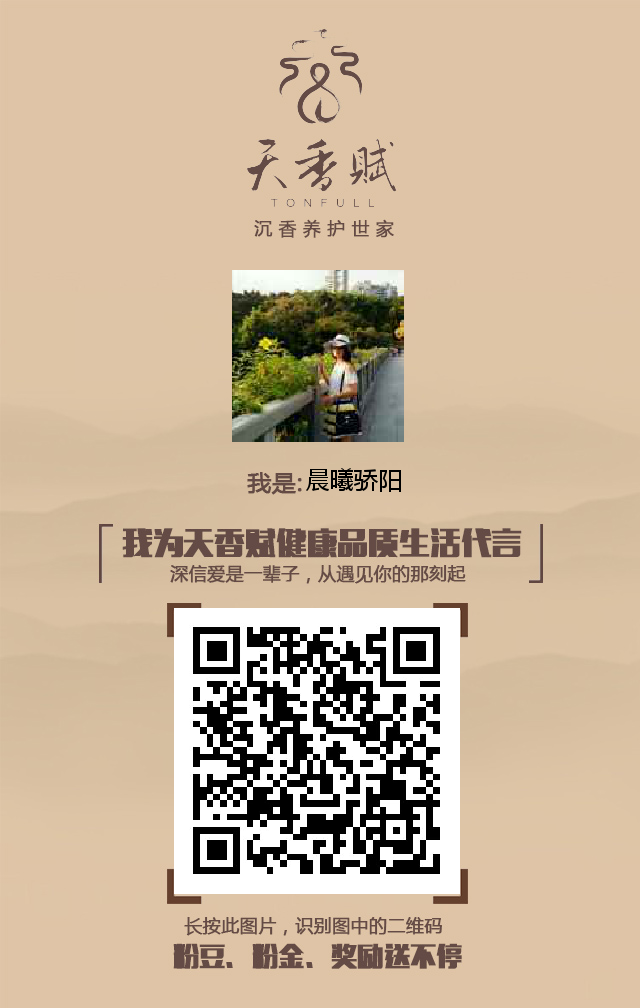 天香赋
TONFULL
沉香养护世家
我是:晨曦骄阳
我为天香赋健康品质生活代言
深信爱是一辈子，从遇见你的那刻起
长按此图片，识别图中的二维码
粉豆、粉金、奖励送不停